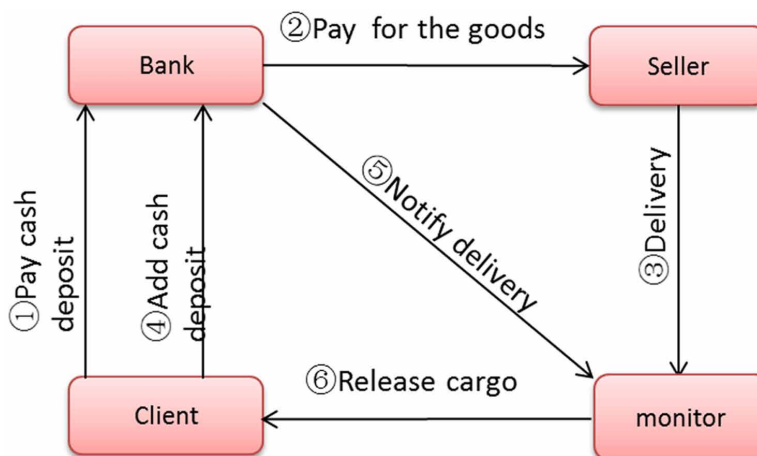 ②Pay for the goods
Bank
Seller
①Pay cash
deposit
④Add cash
deposit
⑤Notify delivery
③Delivery
⑥Release cargo
Client
monitor